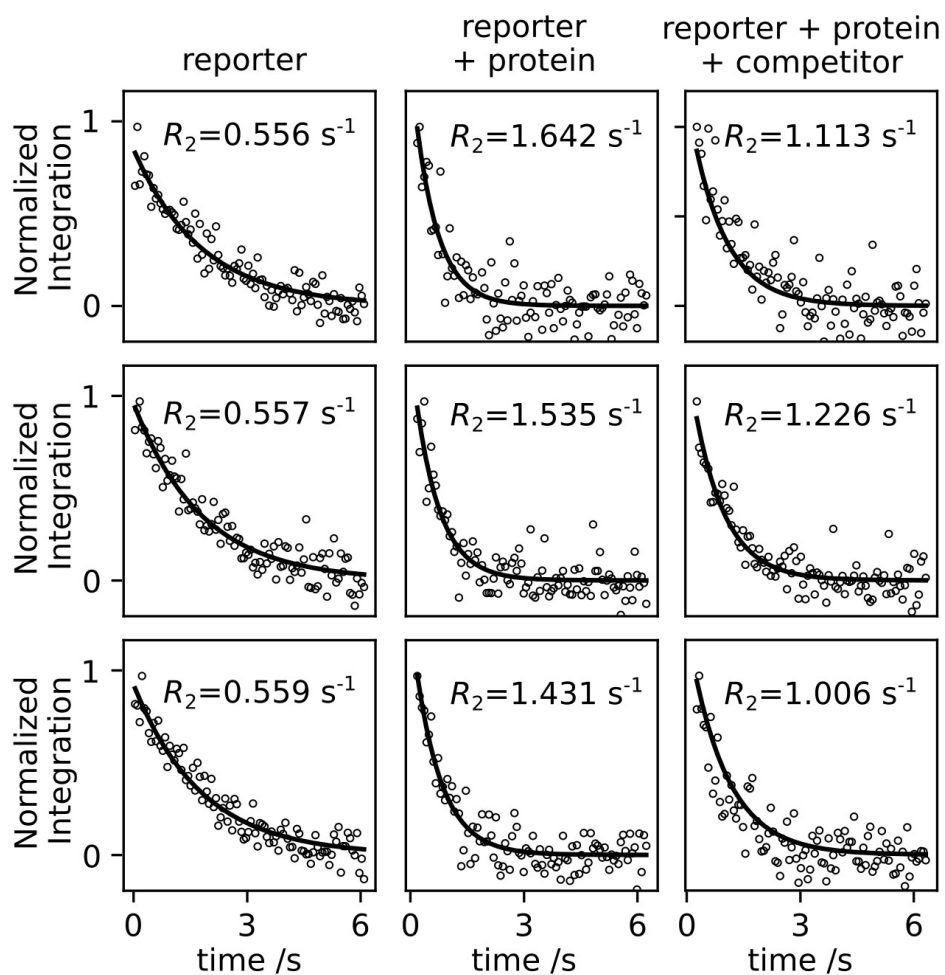 reporter
reporter
+ protein
reporter + protein
+ competitor
Normalized
Integration
1
0
R2=0.556 s-1
R2=1.642 s-1
R2=1.113 s-1
Normalized
Integration
1
0
R2=0.557 s-1
R2=1.535 s-1
R2=1.226 s-1
Normalized
Integration
1
0
R2=0.559 s-1
R2=1.431 s-1
R2=1.006 s-1
0 3 6
0 3 6
0 3 6
time /s
time /s
time /s